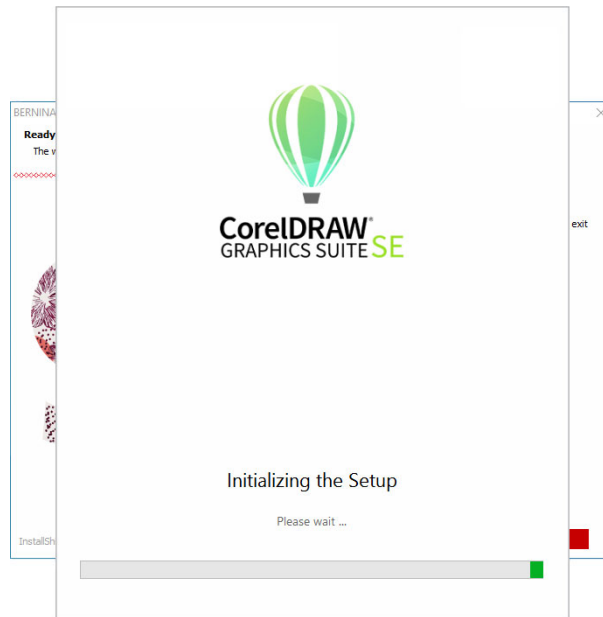 BERNINA
Ready
The
exit
CorelDRAW®
GRAPHICS SUITE SE
Initializing the Setup
Please wait ...
InstallSh